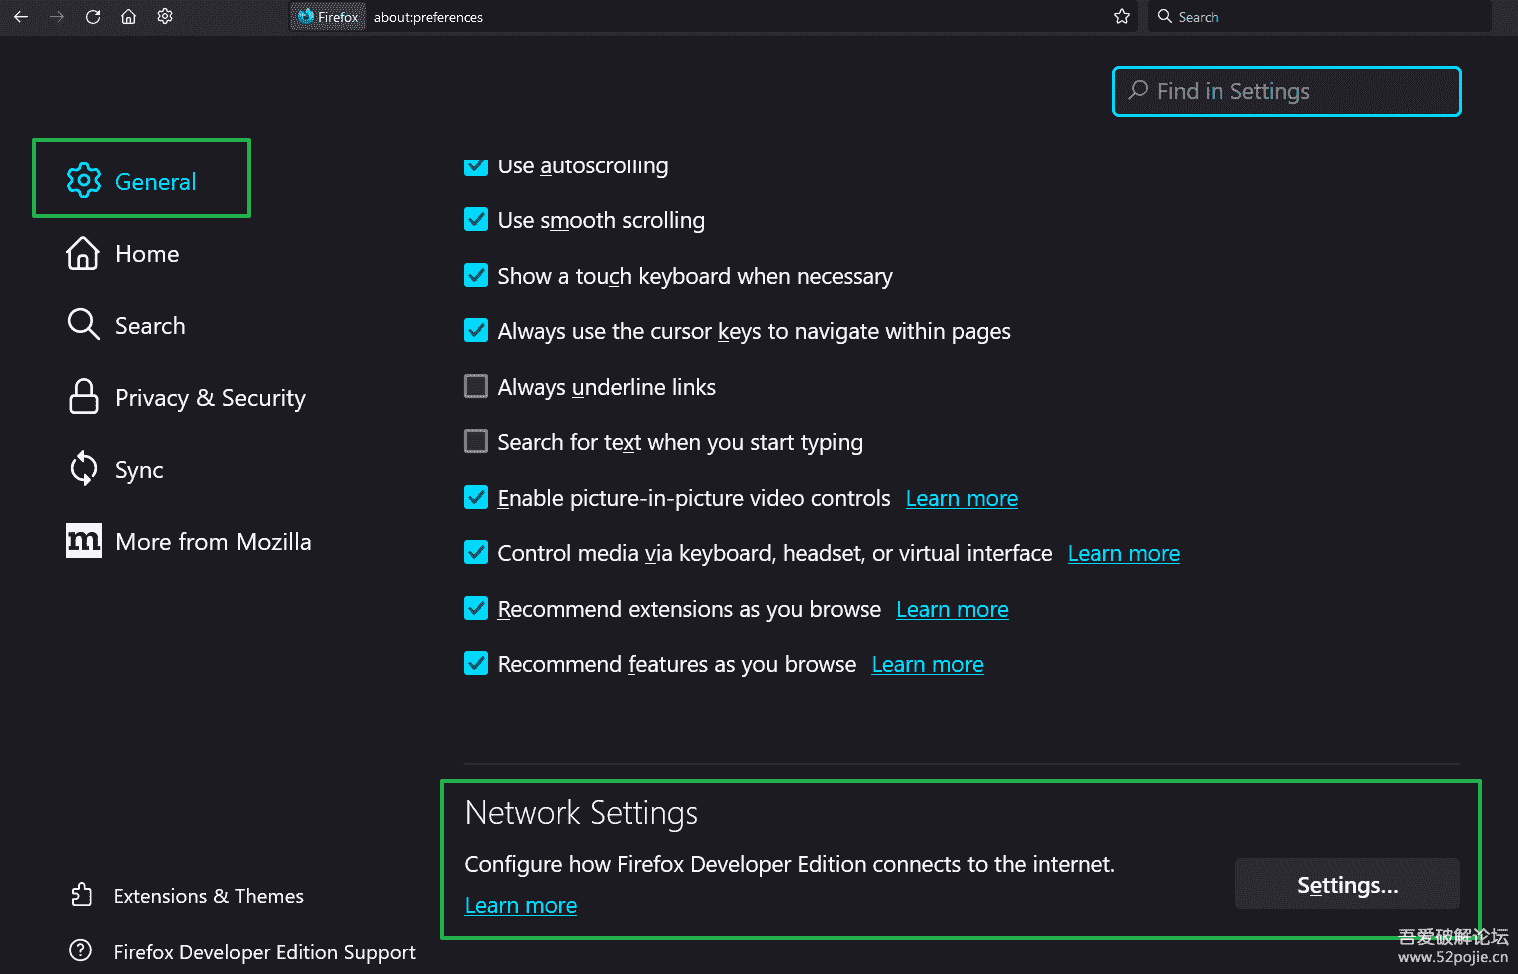 Firefox about:preferences
Search
Find in Settings
General
Home
Search
Privacy & Security
Sync
More from Mozilla
Extensions & Themes
Firefox Developer Edition Support
Use autoscrolling
Use smooth scrolling
Show a touch keyboard when necessary
Always use the cursor keys to navigate within pages
Always underline links
Search for text when you start typing
Enable picture-in-picture video controls Learn more
Control media via keyboard, headset, or virtual interface Learn more
Recommend extensions as you browse Learn more
Recommend features as you browse Learn more
Network Settings
Configure how Firefox Developer Edition connects to the internet.
Learn more
Settings...
吾爱破解论坛
www.52pojie.cn